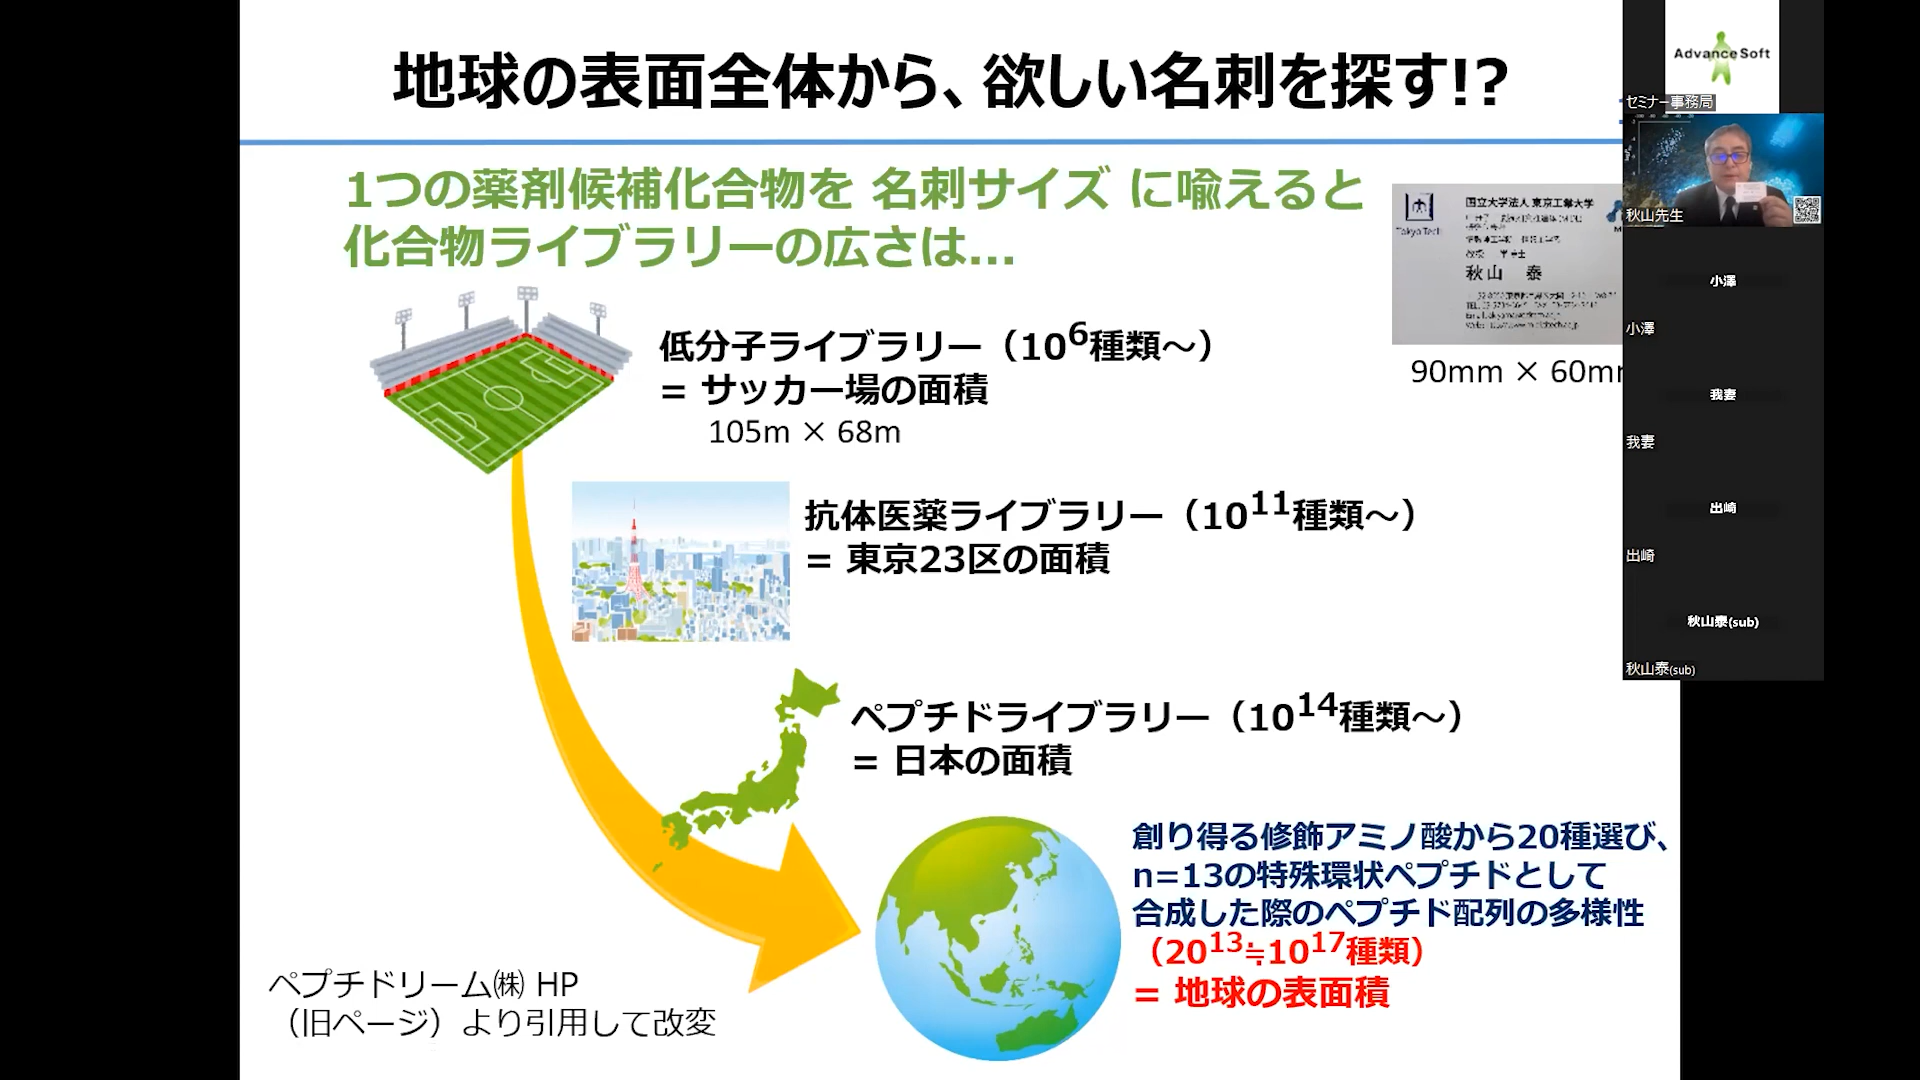 地球の表面全体から、欲しい名刺を探す!?
1つの薬剤候補化合物を 名刺サイズ に喩えると
化合物ライブラリーの広さは…
Tokyo Tech
国立大学法人 東京工業大学
秋山 泰
90mm × 60mm
低分子ライブラリー（10⁶種類～）
= サッカー場の面積
105m × 68m
抗体医薬ライブラリー（10¹¹種類～）
= 東京23区の面積
ペプチドライブラリー（10¹⁴種類～）
= 日本の面積
創り得る修飾アミノ酸から20種選び、
n=13の特殊環状ペプチドとして
合成した際のペプチド配列の多様性
（20¹³≒10¹⁷種類）
= 地球の表面積
ペプチドリーム㈱ HP
（旧ページ）より引用して改変
AdvanceSoft
セミナー事務局
秋山先生
小澤
小澤
我妻
我妻
出崎
出崎
秋山泰(sub)
秋山泰(sub)